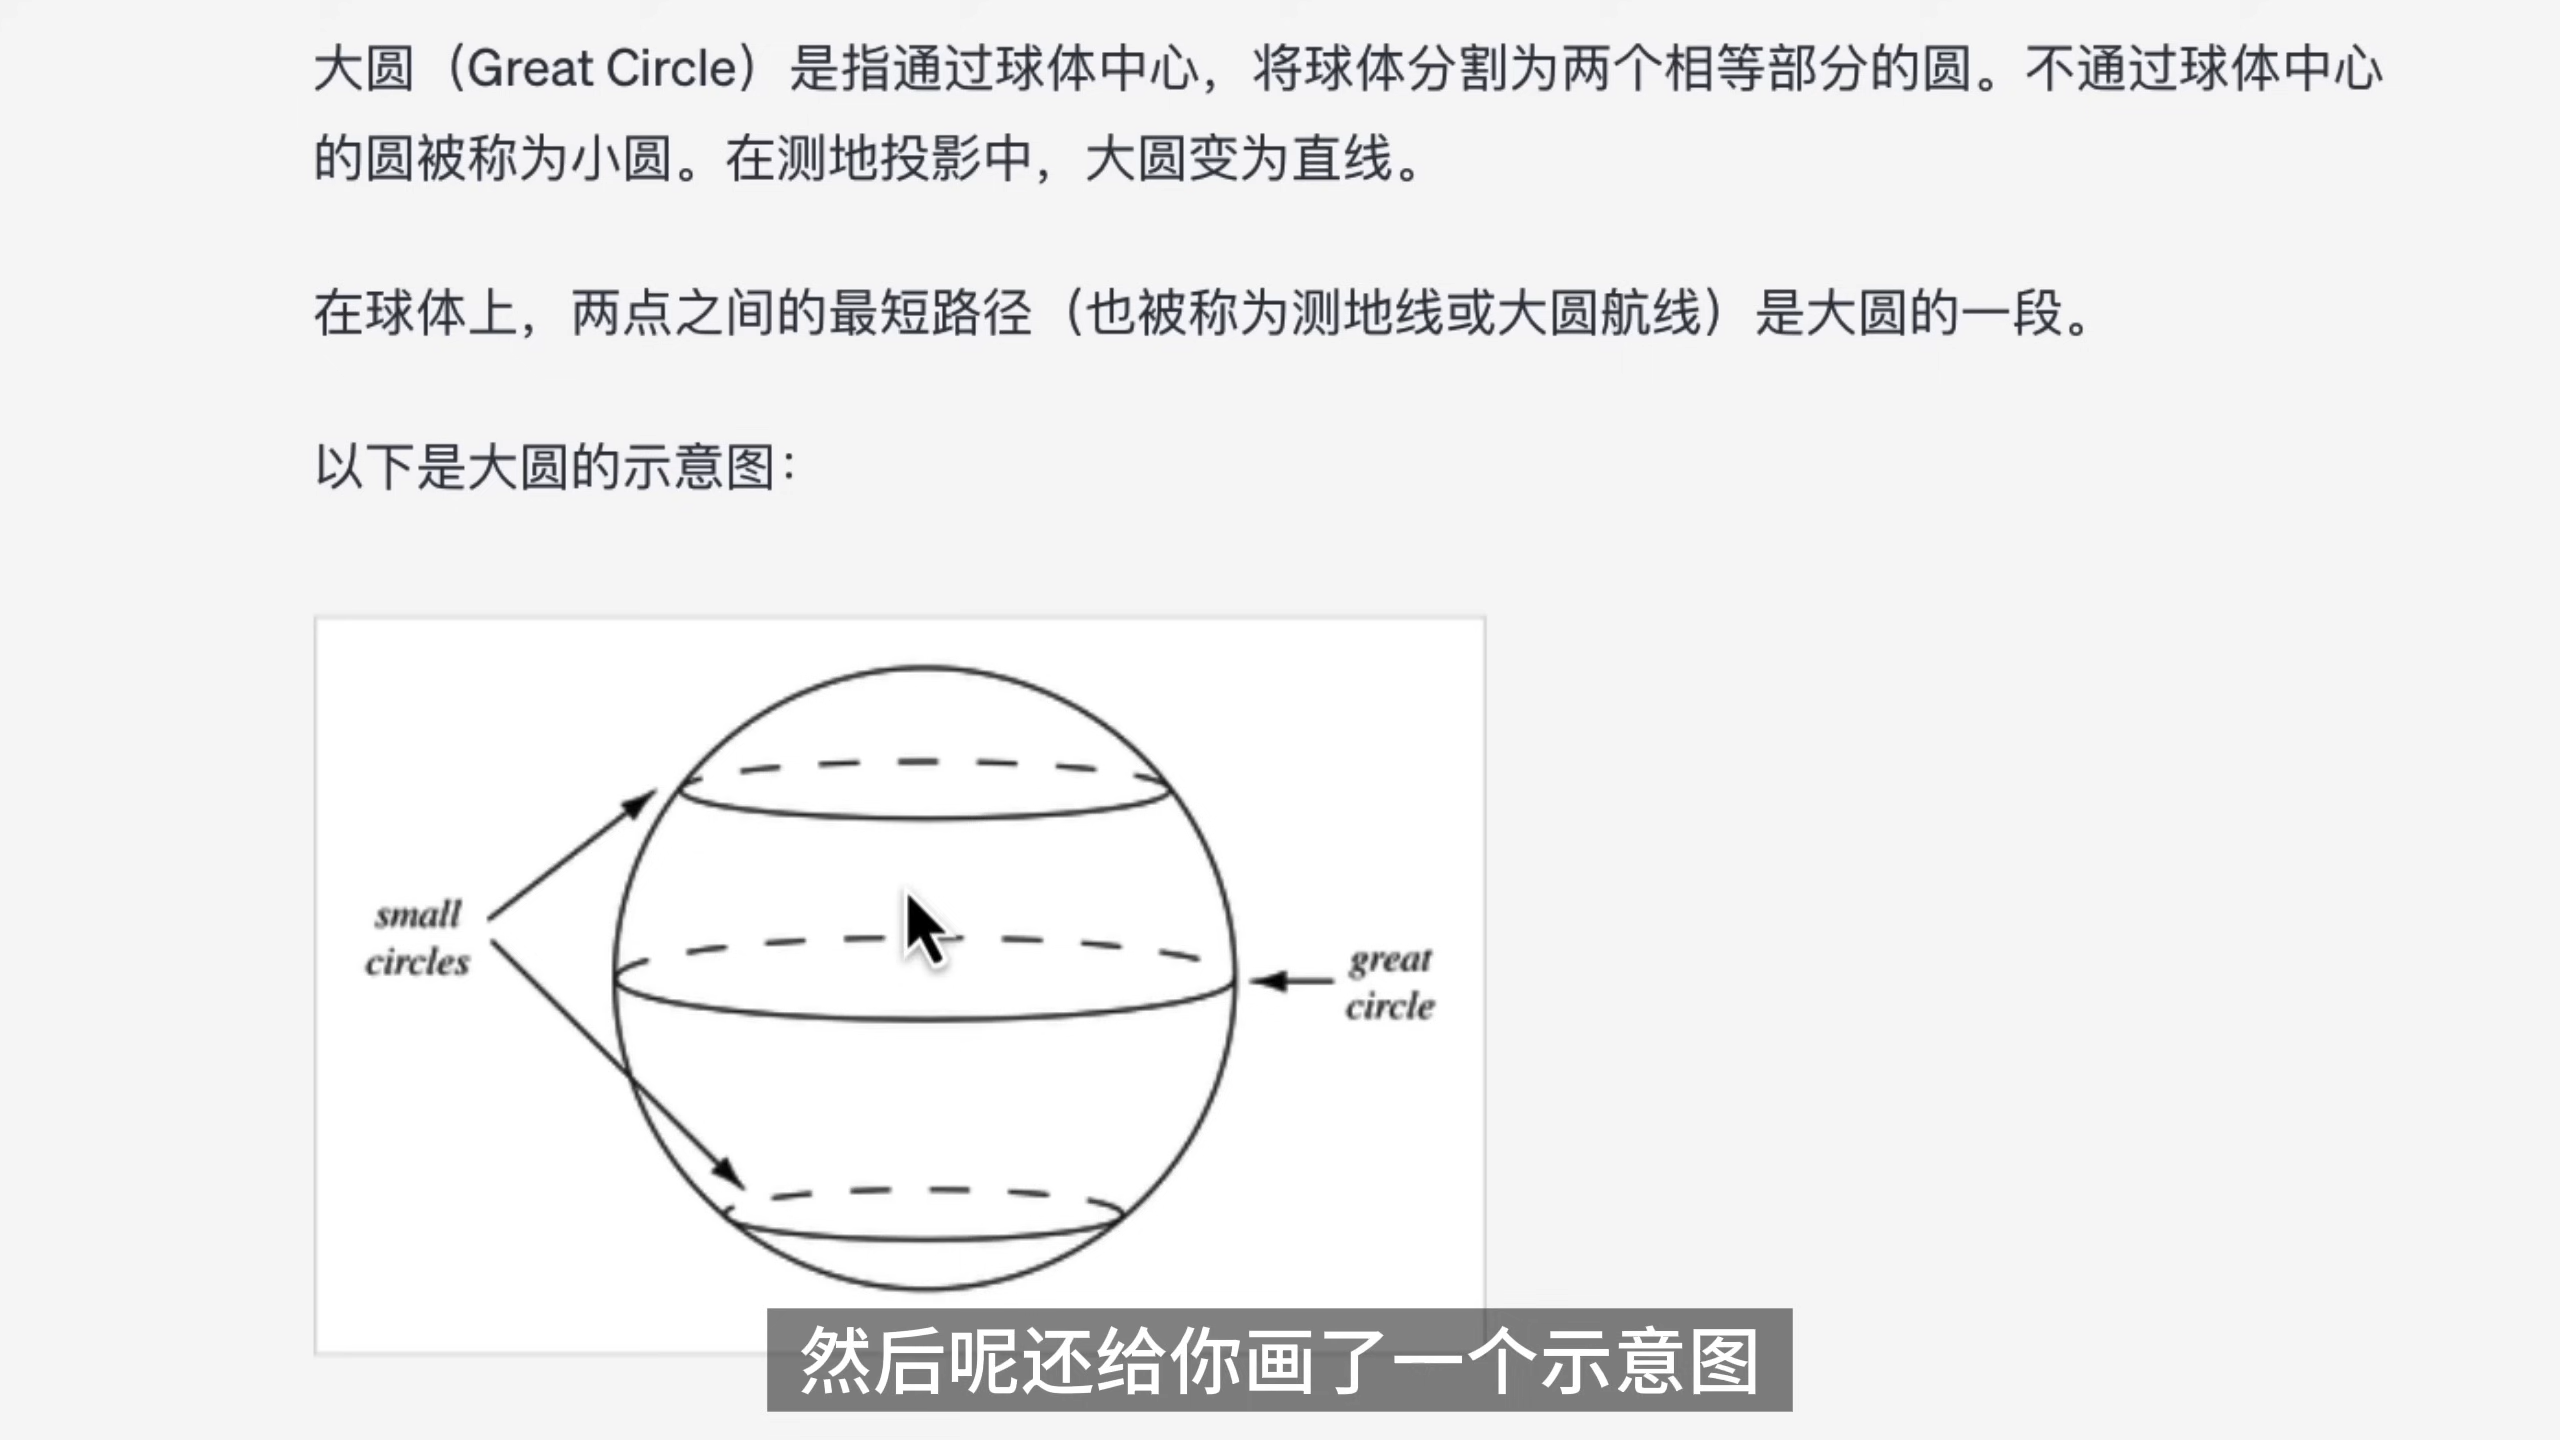 大圆（Great Circle）是指通过球体中心，将球体分割为两个相等部分的圆。不通过球体中心
的圆被称为小圆。在测地投影中，大圆变为直线。
在球体上，两点之间的最短路径（也被称为测地线或大圆航线）是大圆的一段。
以下是大圆的示意图：
small
circles
great
circle
然后呢还给你画了一个示意图